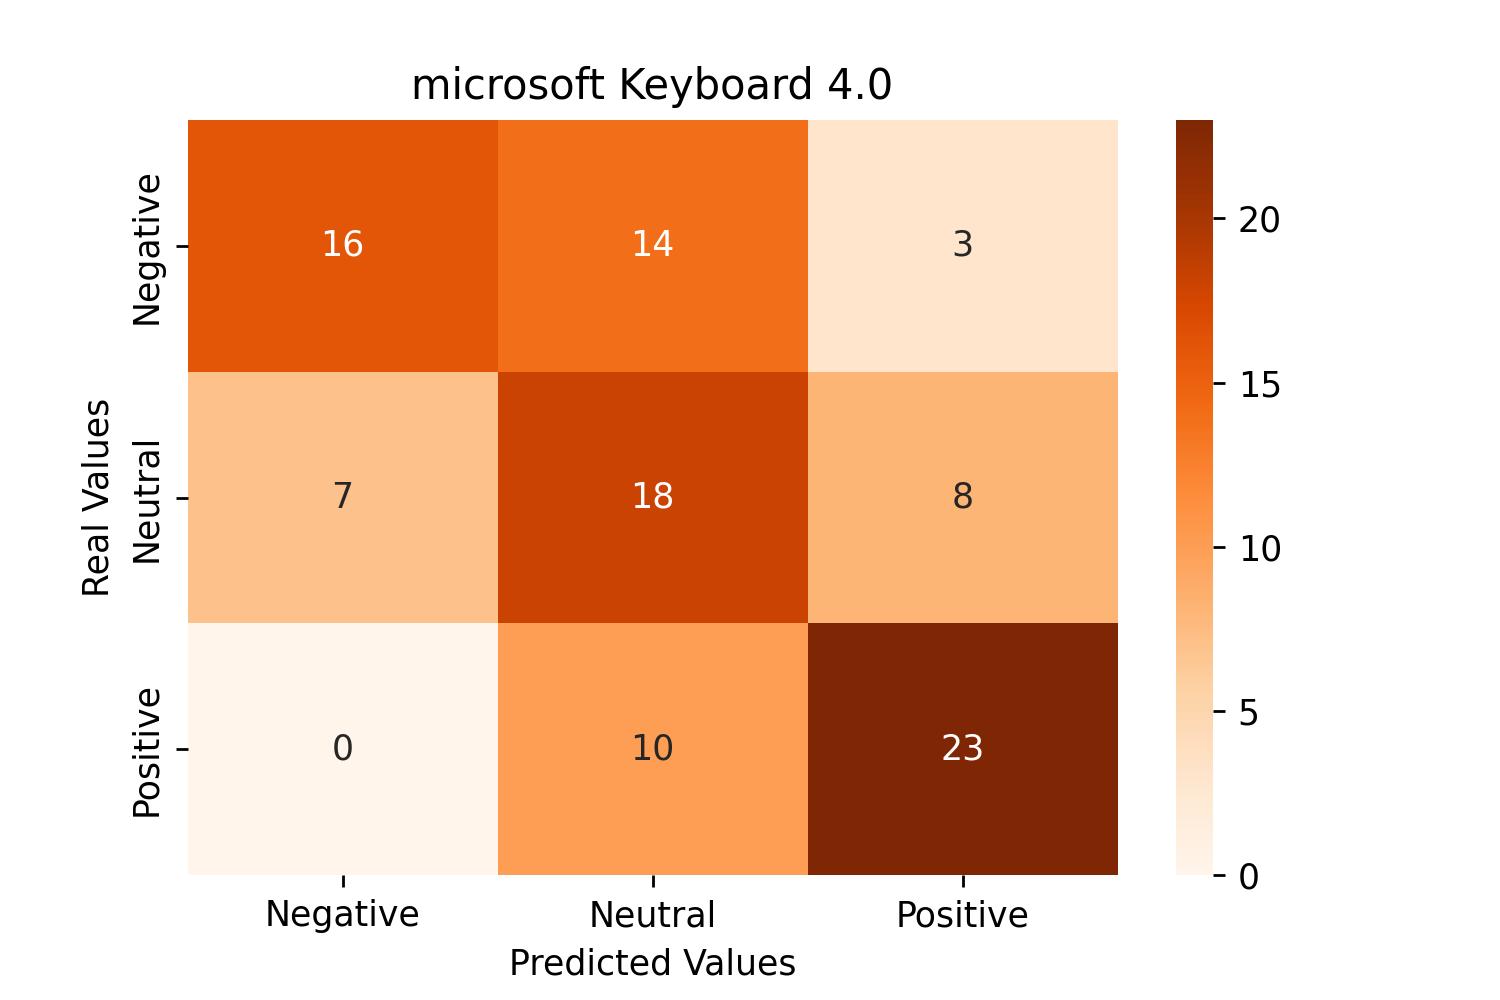 microsoft Keyboard 4.0
Real Values
Negative
16 14 3
Neutral
7 18 8
Positive
0 10 23
Negative Neutral Positive
Predicted Values
20
15
10
5
0